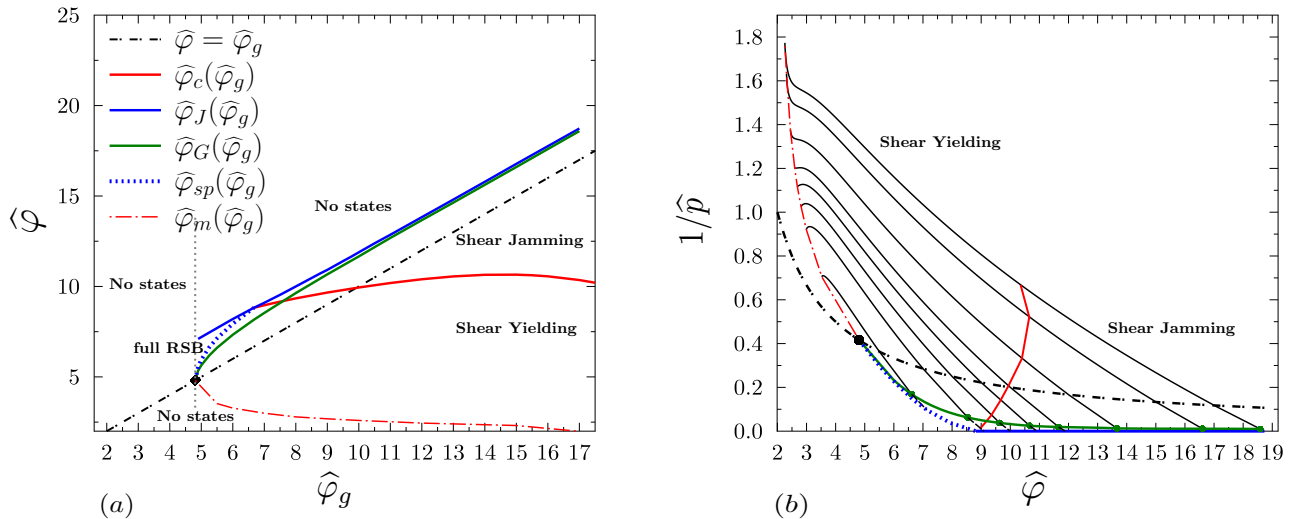 25
20
15
10
5
φ̂
φ̂ = φ̂_g
φ̂_c(φ̂_g)
φ̂_J(φ̂_g)
φ̂_G(φ̂_g)
φ̂_sp(φ̂_g)
φ̂_m(φ̂_g)
No states
Shear Jamming
No states
Shear Yielding
full RSB
No states
2 3 4 5 6 7 8 9 10 11 12 13 14 15 16 17
(a)
φ̂_g
1.8
1.6
1.4
1.2
1.0
0.8
0.6
0.4
0.2
0.0
1/p̂
Shear Yielding
Shear Jamming
2 3 4 5 6 7 8 9 10 11 12 13 14 15 16 17 18 19
(b)
φ̂